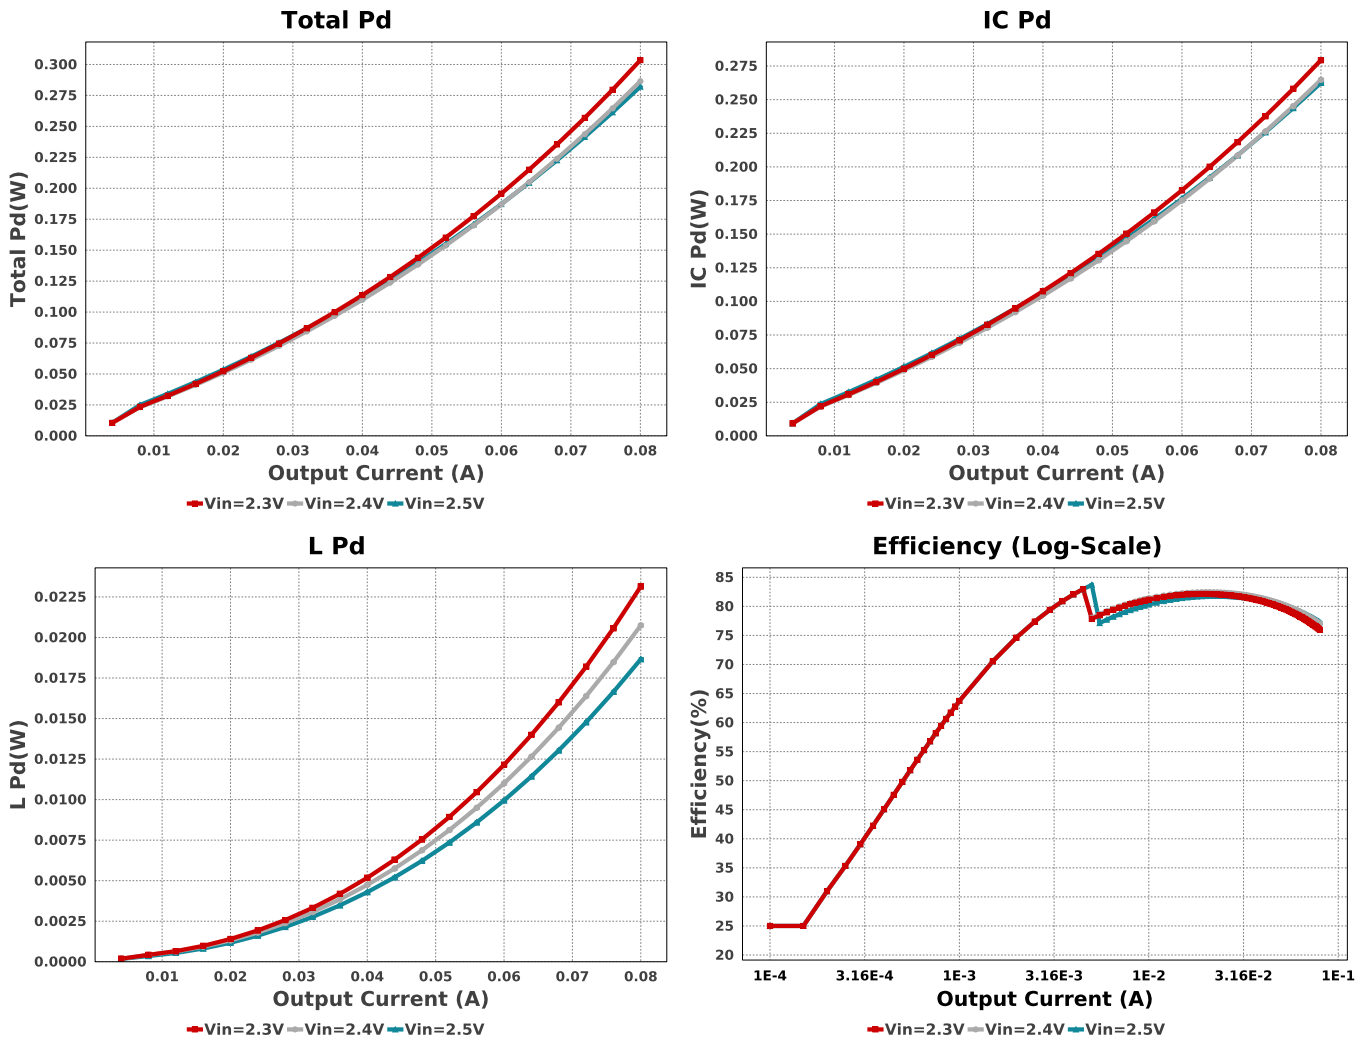 Total Pd
Total Pd(W)
0.300
0.275
0.250
0.225
0.200
0.175
0.150
0.125
0.100
0.075
0.050
0.025
0.000
0.01 0.02 0.03 0.04 0.05 0.06 0.07 0.08
Output Current (A)
Vin=2.3V Vin=2.4V Vin=2.5V
IC Pd
IC Pd(W)
0.275
0.250
0.225
0.200
0.175
0.150
0.125
0.100
0.075
0.050
0.025
0.000
0.01 0.02 0.03 0.04 0.05 0.06 0.07 0.08
Output Current (A)
Vin=2.3V Vin=2.4V Vin=2.5V
L Pd
L Pd(W)
0.0225
0.0200
0.0175
0.0150
0.0125
0.0100
0.0075
0.0050
0.0025
0.0000
0.01 0.02 0.03 0.04 0.05 0.06 0.07 0.08
Output Current (A)
Vin=2.3V Vin=2.4V Vin=2.5V
Efficiency (Log-Scale)
Efficiency(%)
85
80
75
70
65
60
55
50
45
40
35
30
25
20
1E-4 3.16E-4 1E-3 3.16E-3 1E-2 3.16E-2 1E-1
Output Current (A)
Vin=2.3V Vin=2.4V Vin=2.5V